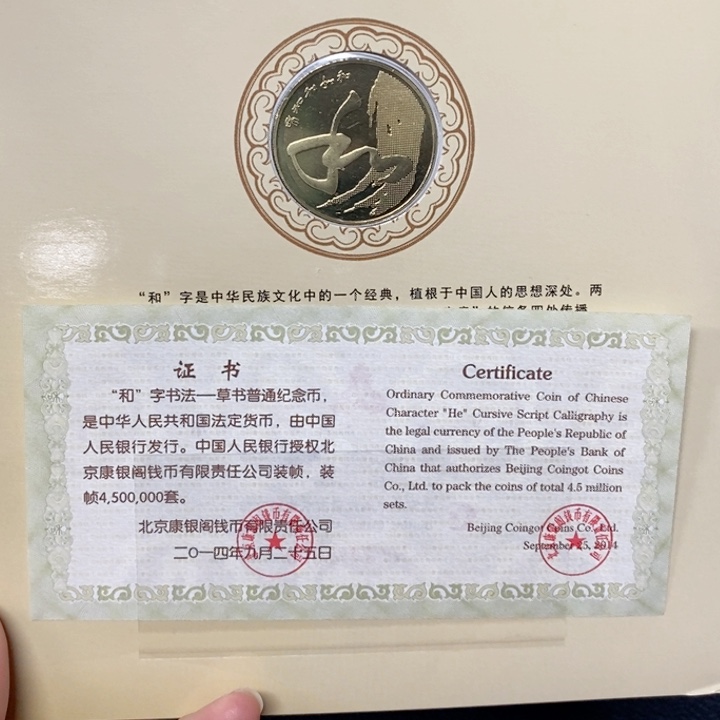 “和”字是中华民族文化中的一个经典，植根于中国人的思想深处。两
证 书
“和”字书法—草书普通纪念币，
是中华人民共和国法定货币，由中国
人民银行发行。中国人民银行授权北
京康银阁钱币有限责任公司装帧，装
帧4,500,000套。
北京康银阁钱币有限责任公司
二〇一四年九月二十五日
Certificate
Ordinary Commemorative Coin of Chinese
Character "He" Cursive Script Calligraphy is
the legal currency of the People's Republic of
China and issued by The People's Bank of
China that authorizes Beijing Coingot Coins
Co., Ltd. to pack the coins of total 4.5 million
sets.
Beijing Coingot Coins Co., Ltd.
September 25, 2014